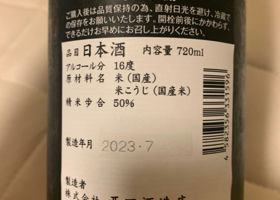 ご購入後は品質保持の為、直射日光を避け、冷蔵で
の保存をお願いいたします。開栓前後にかかわらず、
できるだけお早めにお召し上がりください。
品目 日本酒 内容量 720ml
アルコール分 16度
原材料名 米(国産)
米こうじ(国産米)
精米歩合 50%
製造年月 2023・7
製造者
株式会社
4582356331596